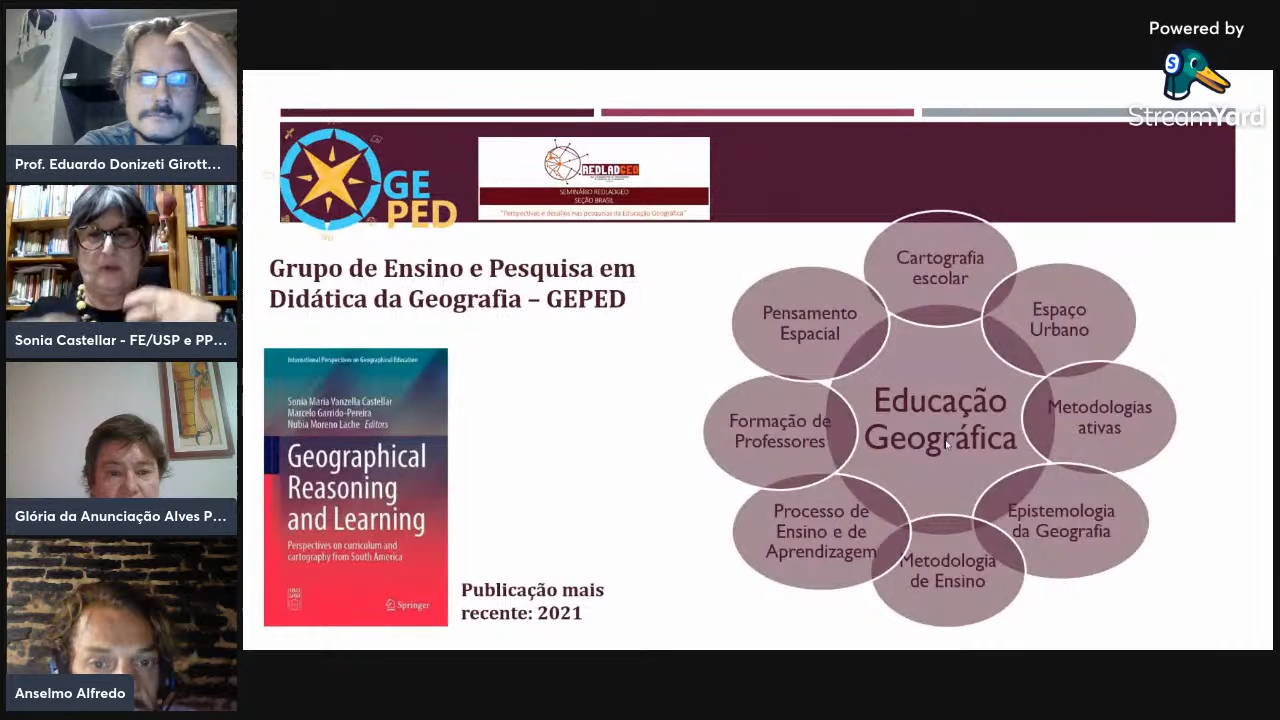 Powered by
StreamYard
Prof. Eduardo Donizeti Girott...
Sonia Castellar - FE/USP e PP...
Glória da Anunciação Alves P...
Anselmo Alfredo
GE
PED
REDLADGEO
SEMINÁRIO REDLADGEO
SEÇÃO BRASIL
"Perspectivas e desafios nas pesquisas da Educação Geográfica"
Grupo de Ensino e Pesquisa em
Didática da Geografia – GEPED
International Perspectives on Geographical Education
Sonia Maria Vanzella Castellar
Marcelo Garrido-Pereira
Nubia Moreno Lache Editors
Geographical
Reasoning
and Learning
Perspectives on curriculum and
cartography from South America
Springer
Publicação mais
recente: 2021
Cartografia
escolar
Espaço
Urbano
Metodologias
ativas
Epistemologia
da Geografia
Metodologia
de Ensino
Processo de
Ensino e de
Aprendizagem
Formação de
Professores
Pensamento
Espacial
Educação
Geográfica